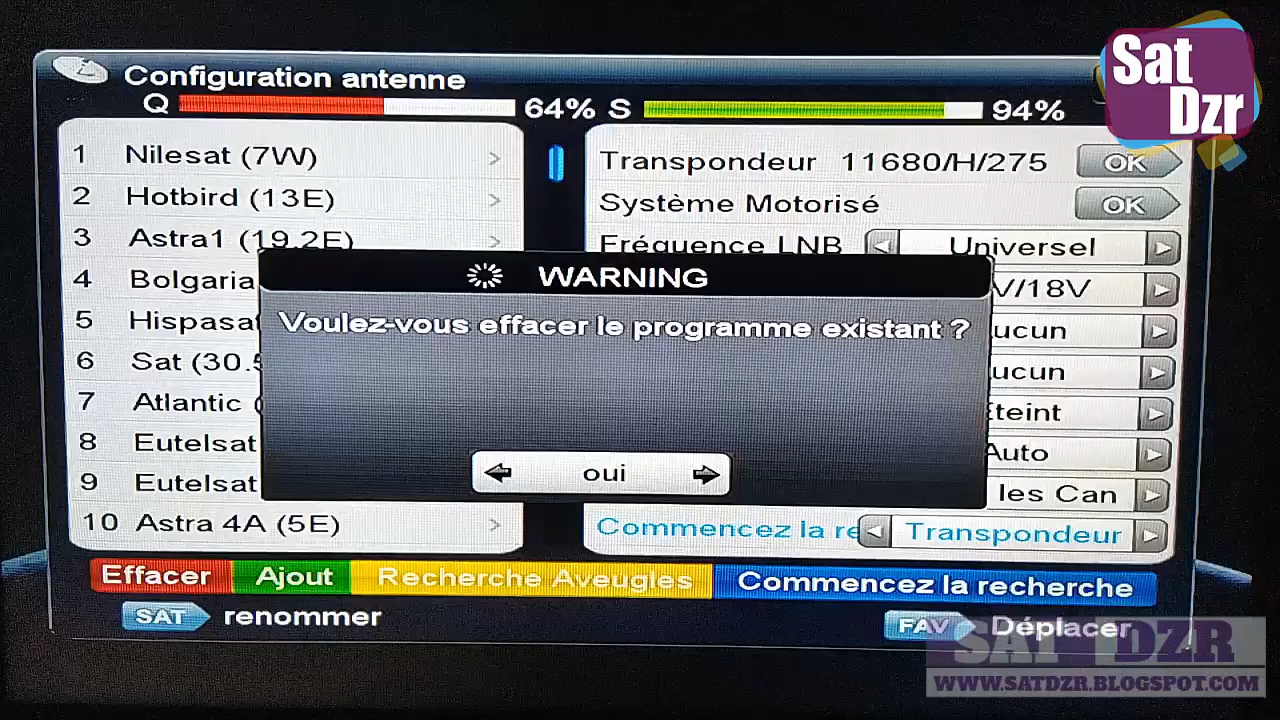 Sat
Dzr
Configuration antenne
Q 64% S 94%
1 Nilesat (7W)
2 Hotbird (13E)
3 Astra1 (19.2E)
4 Bolgaria
5 Hispasat
6 Sat (30.5
7 Atlantic (
8 Eutelsat
9 Eutelsat
10 Astra 4A (5E)
Transpondeur 11680/H/275 OK
Système Motorisé OK
Fréquence LNB Universel
V/18V
ucun
ucun
Eteint
Auto
les Can
Commencez la re Transpondeur
WARNING
Voulez-vous effacer le programme existant ?
oui
Effacer Ajout Recherche Aveugles Commencez la recherche
SAT renommer FAV Déplacer
SAT DZR
WWW.SATDZR.BLOGSPOT.COM